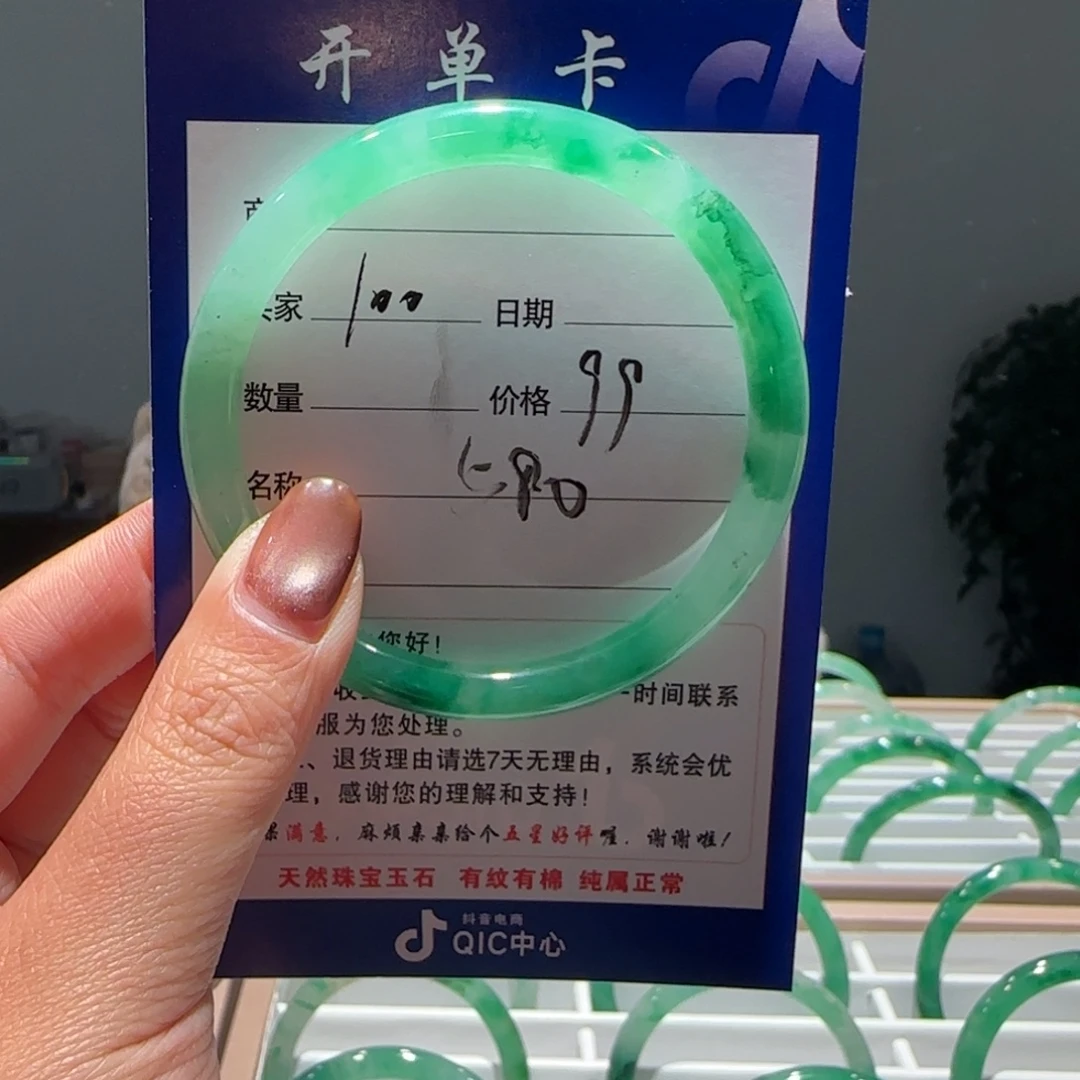 开单卡
家 100 日期
数量 价格 99
名称 580
您好!
一时间联系
服为您处理。
、退货理由请选7天无理由，系统会优
理，感谢您的理解和支持!
满意，麻烦亲亲给个五星好评喔，谢谢啦!
天然珠宝玉石 有纹有棉 纯属正常
抖音电商
QIC中心